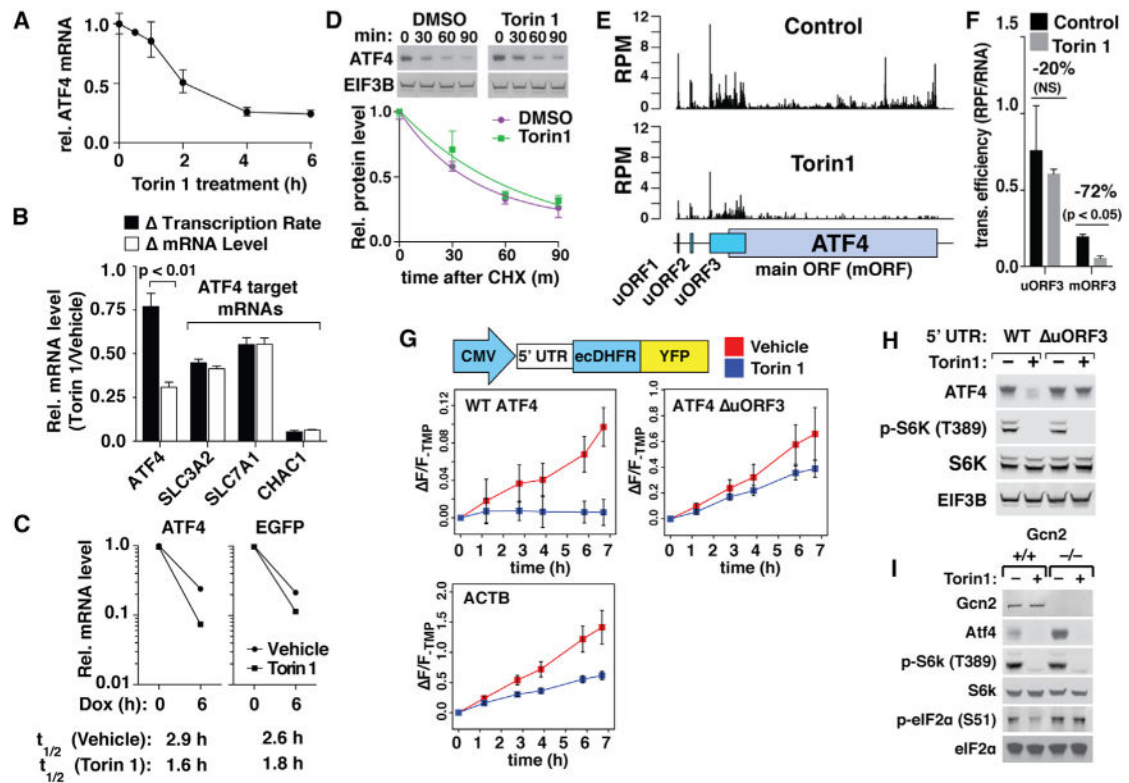 A
rel. ATF4 mRNA
1.0
0.5
0.0
0 2 4 6
Torin 1 treatment (h)
B
Δ Transcription Rate
Δ mRNA Level
Rel. mRNA level
(Torin 1/Vehicle)
1.00
0.75
0.50
0.25
0.0
p < 0.01
ATF4 target
mRNAs
ATF4
SLC3A2
SLC7A1
CHAC1
C
ATF4 EGFP
Rel. mRNA level
1.0
0.1
0.01
Vehicle
Torin 1
Dox (h): 0 6 0 6
t1/2 (Vehicle): 2.9 h 2.6 h
t1/2 (Torin 1): 1.6 h 1.8 h
D
DMSO Torin 1
min: 0 30 60 90 0 30 60 90
ATF4
EIF3B
Rel. protein level
1.0
0.5
0.0
DMSO
Torin1
0 30 60 90
time after CHX (m)
E
Control
RPM
12
8
4
0
Torin1
RPM
12
8
4
0
uORF1
uORF2
uORF3
ATF4
main ORF (mORF)
F
Control
Torin 1
trans. efficiency (RPF/RNA)
1.5
1.0
0.5
0.0
-20%
(NS)
-72%
(p < 0.05)
uORF3 mORF3
G
CMV 5' UTR ecDHFR YFP
Vehicle
Torin 1
WT ATF4
ΔF/F-TMP
0.12
0.08
0.04
0.00
0 1 2 3 4 5 6 7
time (h)
ATF4 ΔuORF3
ΔF/F-TMP
1.0
0.8
0.6
0.4
0.2
0.0
0 1 2 3 4 5 6 7
time (h)
ACTB
ΔF/F-TMP
2.0
1.5
1.0
0.5
0.0
0 1 2 3 4 5 6 7
time (h)
H
5' UTR: WT ΔuORF3
Torin1: − + − +
ATF4
p-S6K (T389)
S6K
EIF3B
I
Gcn2
+/+ −/−
Torin1: − + − +
Gcn2
Atf4
p-S6k (T389)
S6k
p-eIF2α (S51)
eIF2α